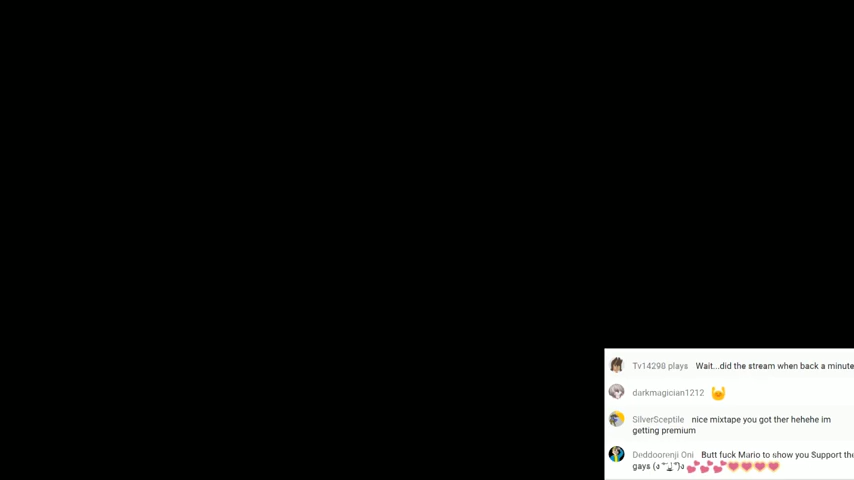 Tv14298 plays Wait...did the stream when back a minute
darkmagician1212
SilverSceptile nice mixtape you got ther hehehe im
getting premium
Deddoorenji Oni Butt fuck Mario to show you Support the
gays